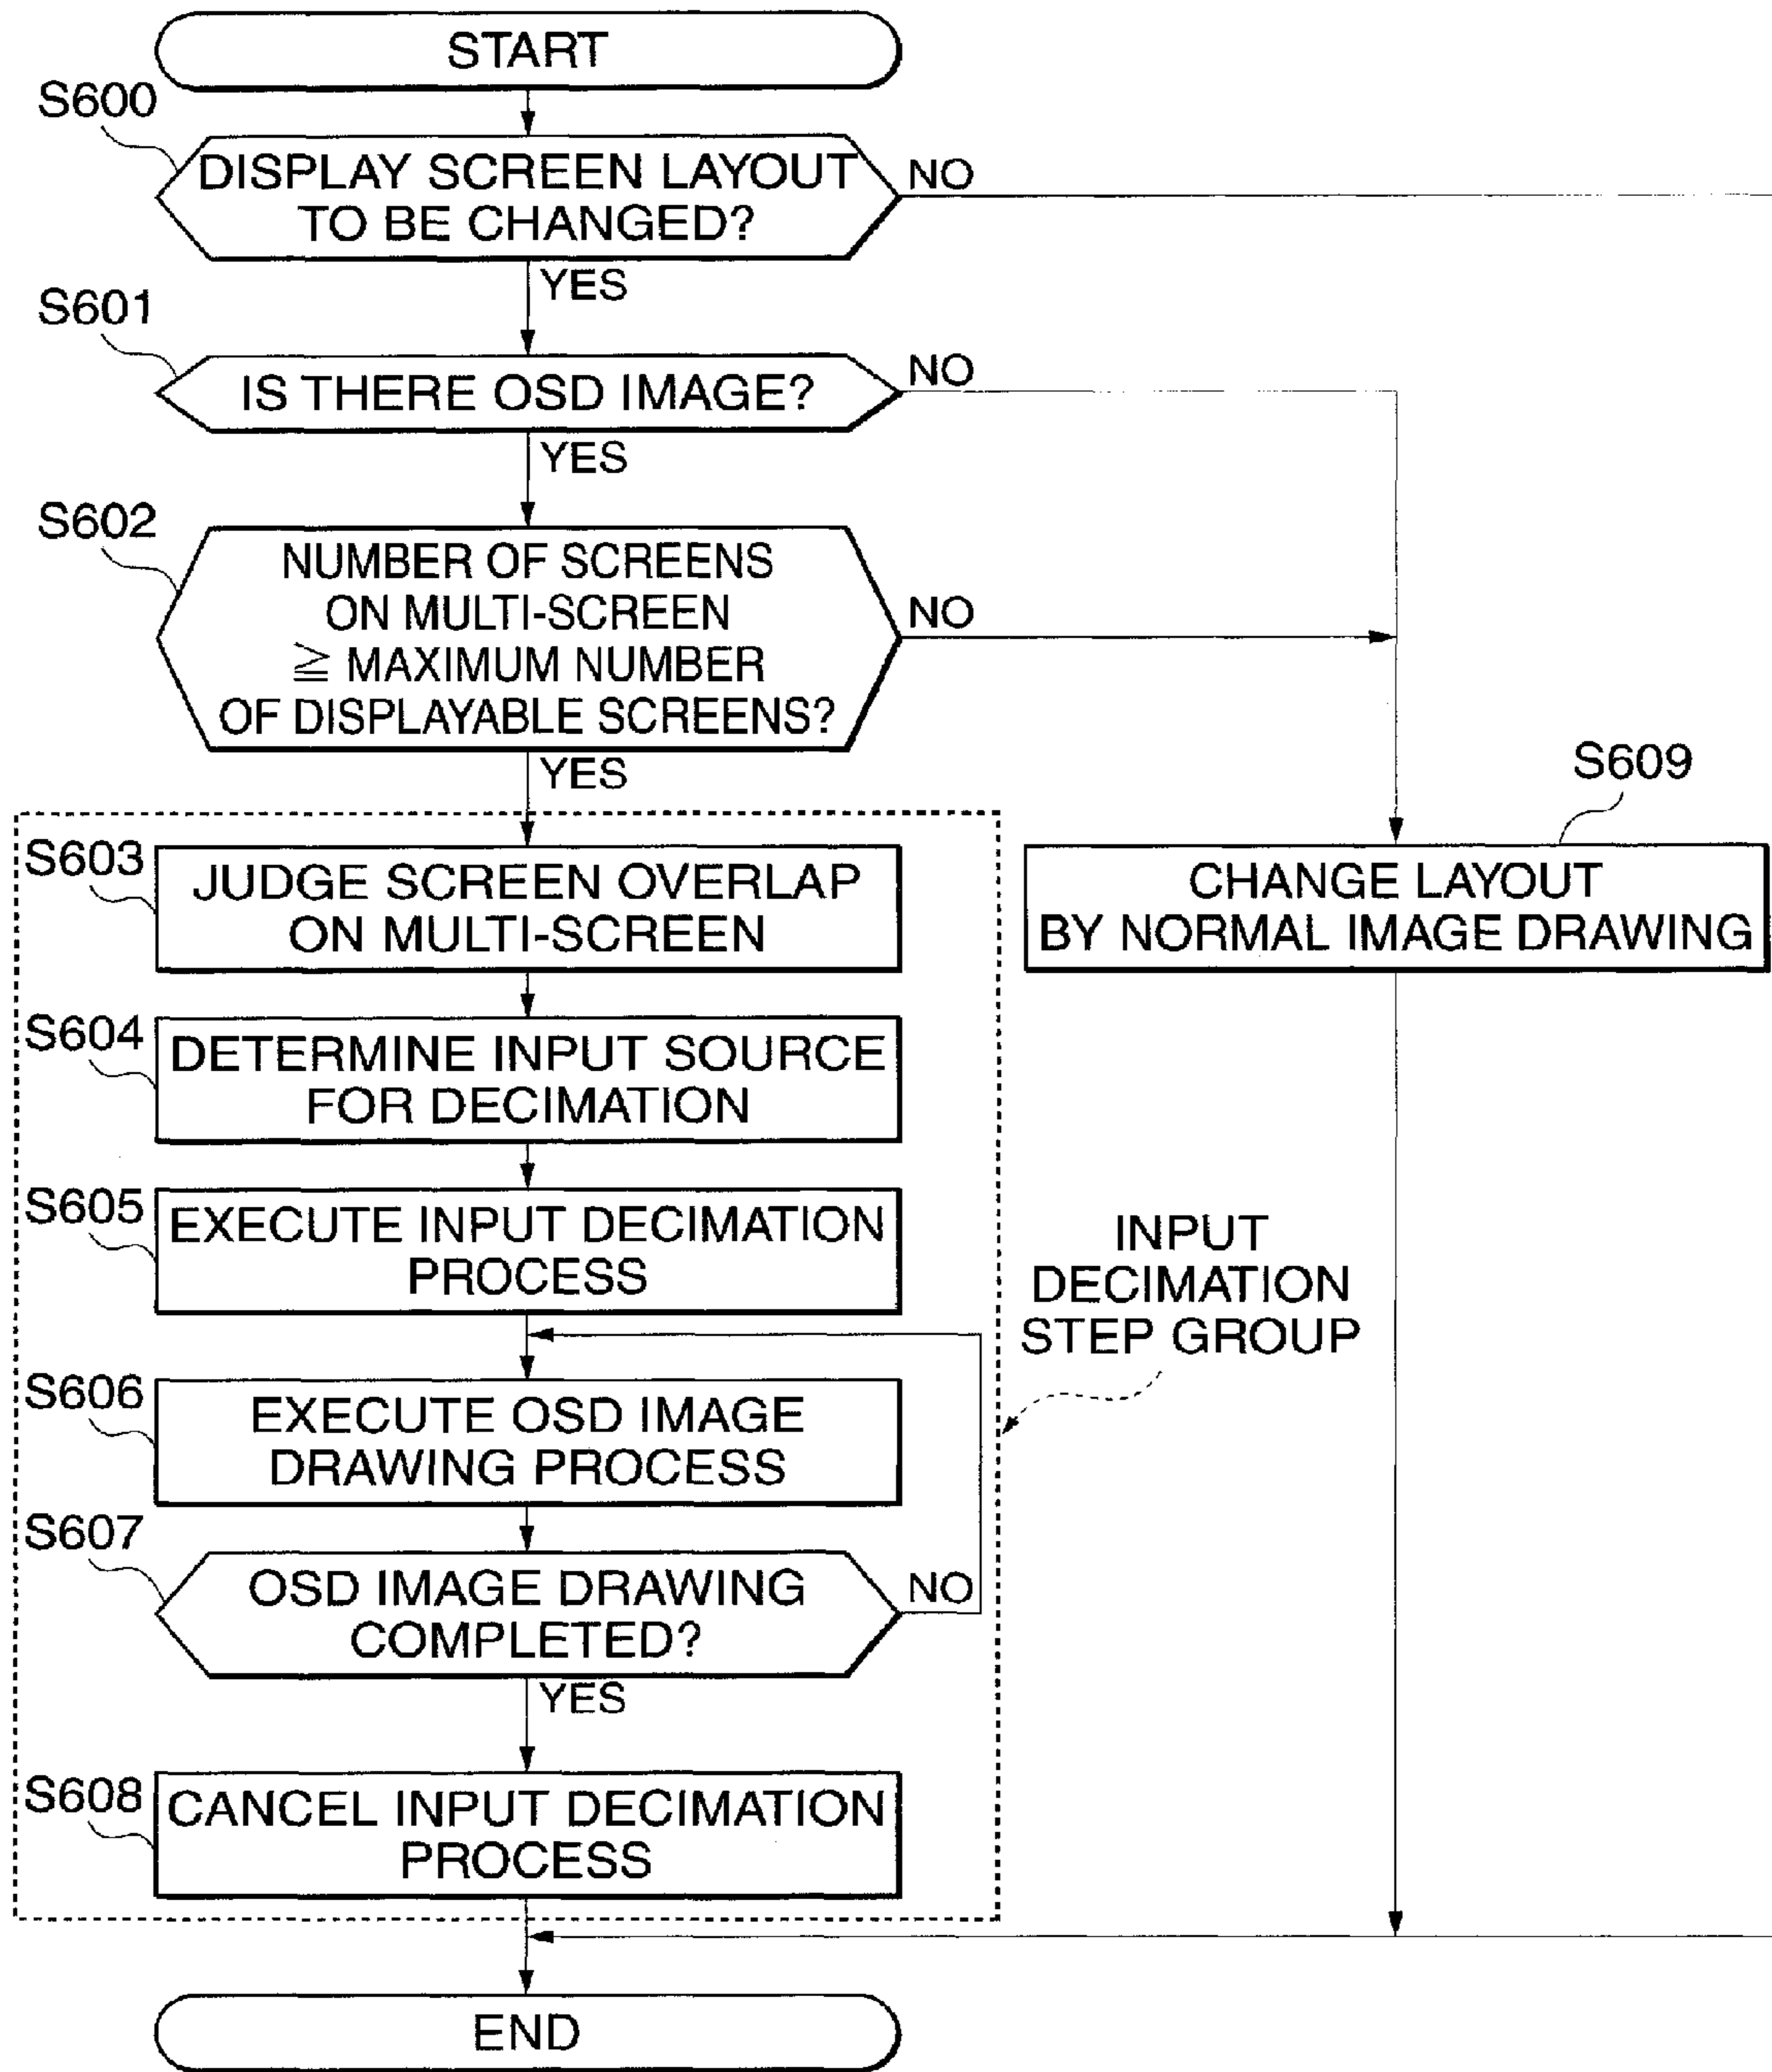 START
S600
DISPLAY SCREEN LAYOUT
TO BE CHANGED?
NO
YES
S601
IS THERE OSD IMAGE?
NO
YES
S602
NUMBER OF SCREENS
ON MULTI-SCREEN
≧ MAXIMUM NUMBER
OF DISPLAYABLE SCREENS?
NO
YES
S603
JUDGE SCREEN OVERLAP
ON MULTI-SCREEN
S609
CHANGE LAYOUT
BY NORMAL IMAGE DRAWING
S604
DETERMINE INPUT SOURCE
FOR DECIMATION
S605
EXECUTE INPUT DECIMATION
PROCESS
INPUT
DECIMATION
STEP GROUP
S606
EXECUTE OSD IMAGE
DRAWING PROCESS
S607
OSD IMAGE DRAWING
COMPLETED?
NO
YES
S608
CANCEL INPUT DECIMATION
PROCESS
END